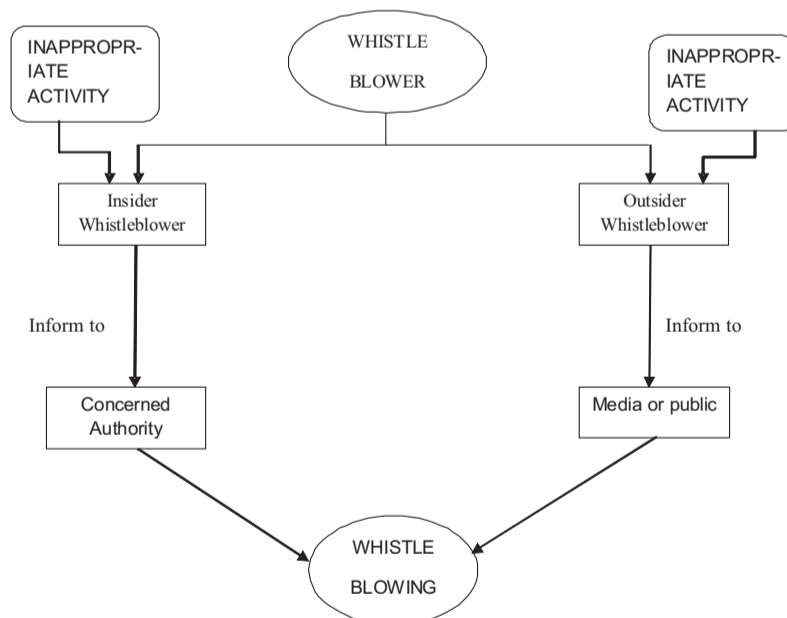 INAPPROPR-
IATE
ACTIVITY
WHISTLE
BLOWER
INAPPROPR-
IATE
ACTIVITY
Insider
Whistleblower
Outsider
Whistleblower
Inform to
Inform to
Concerned
Authority
Media or public
WHISTLE
BLOWING